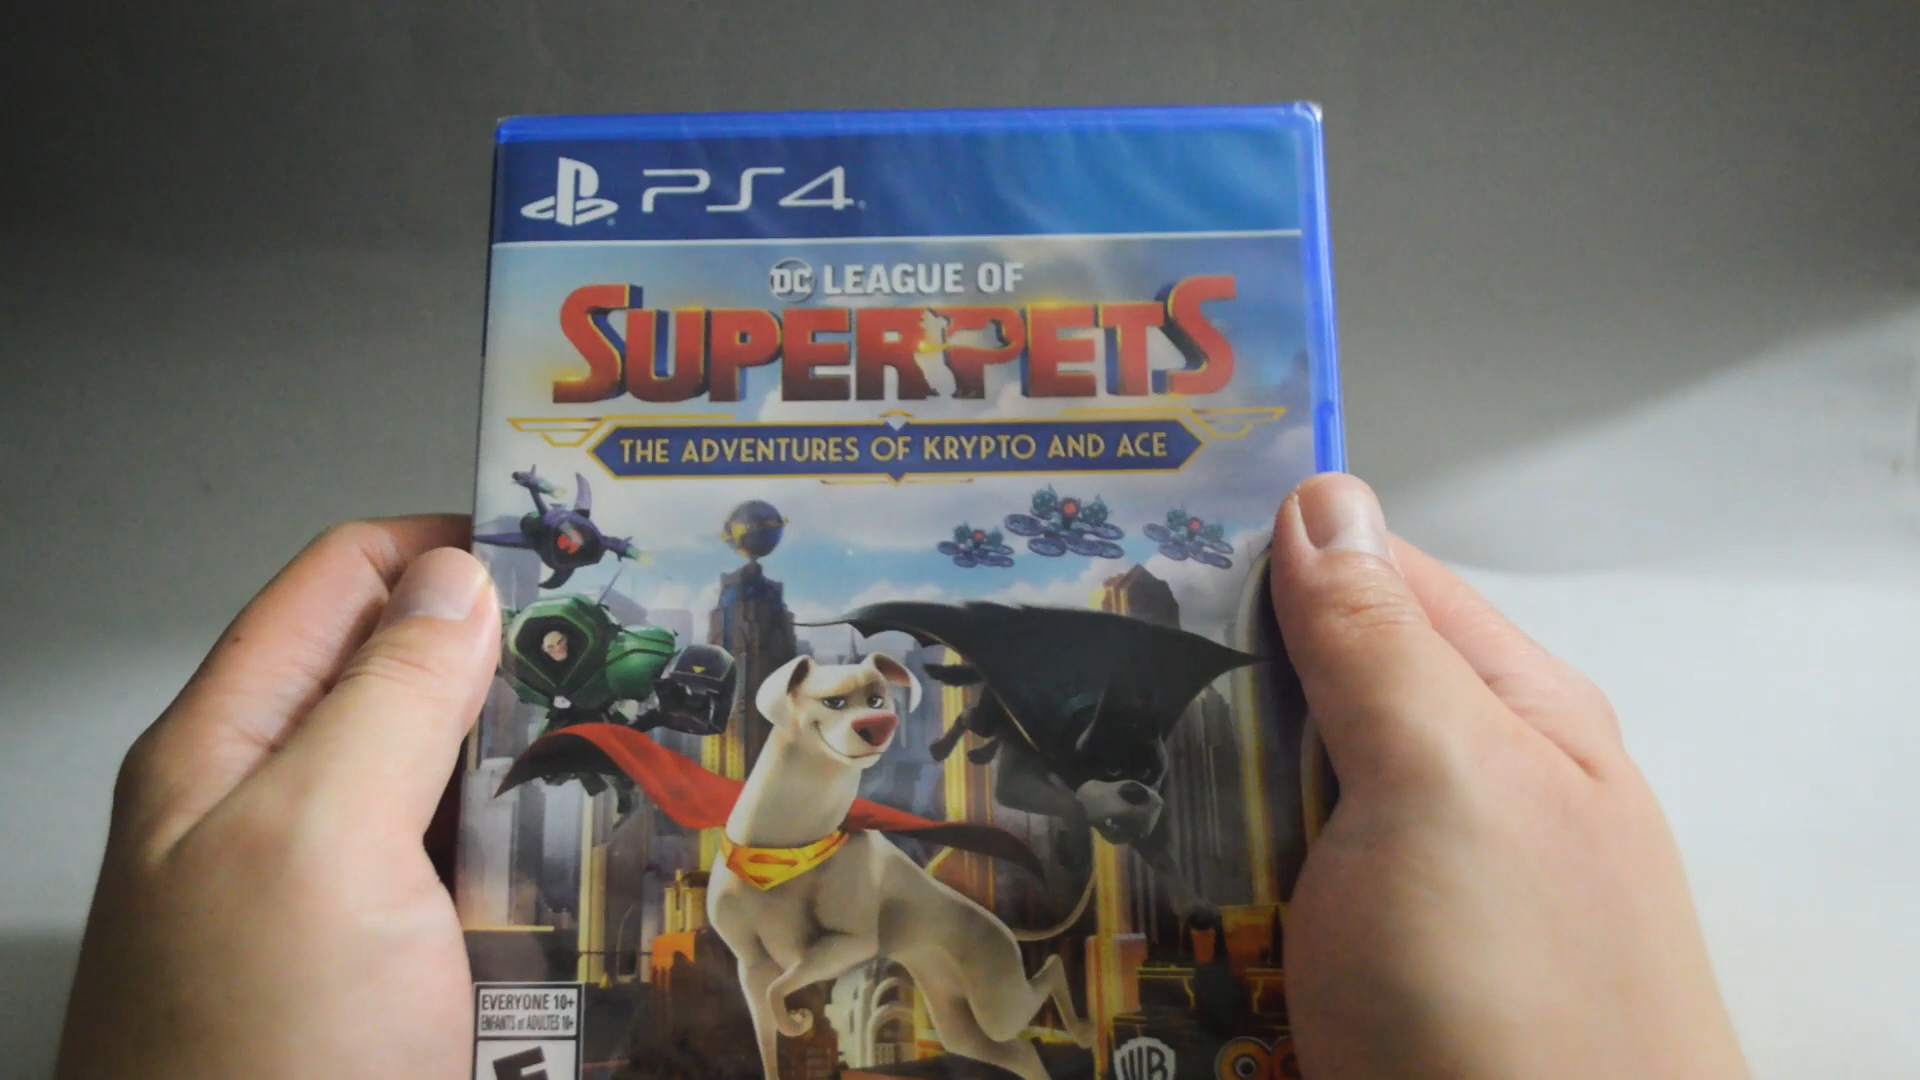 PS4
DC LEAGUE OF
SUPERPETS
THE ADVENTURES OF KRYPTO AND ACE
EVERYONE 10+
ENFANTS et ADULTES 10+
E
WB